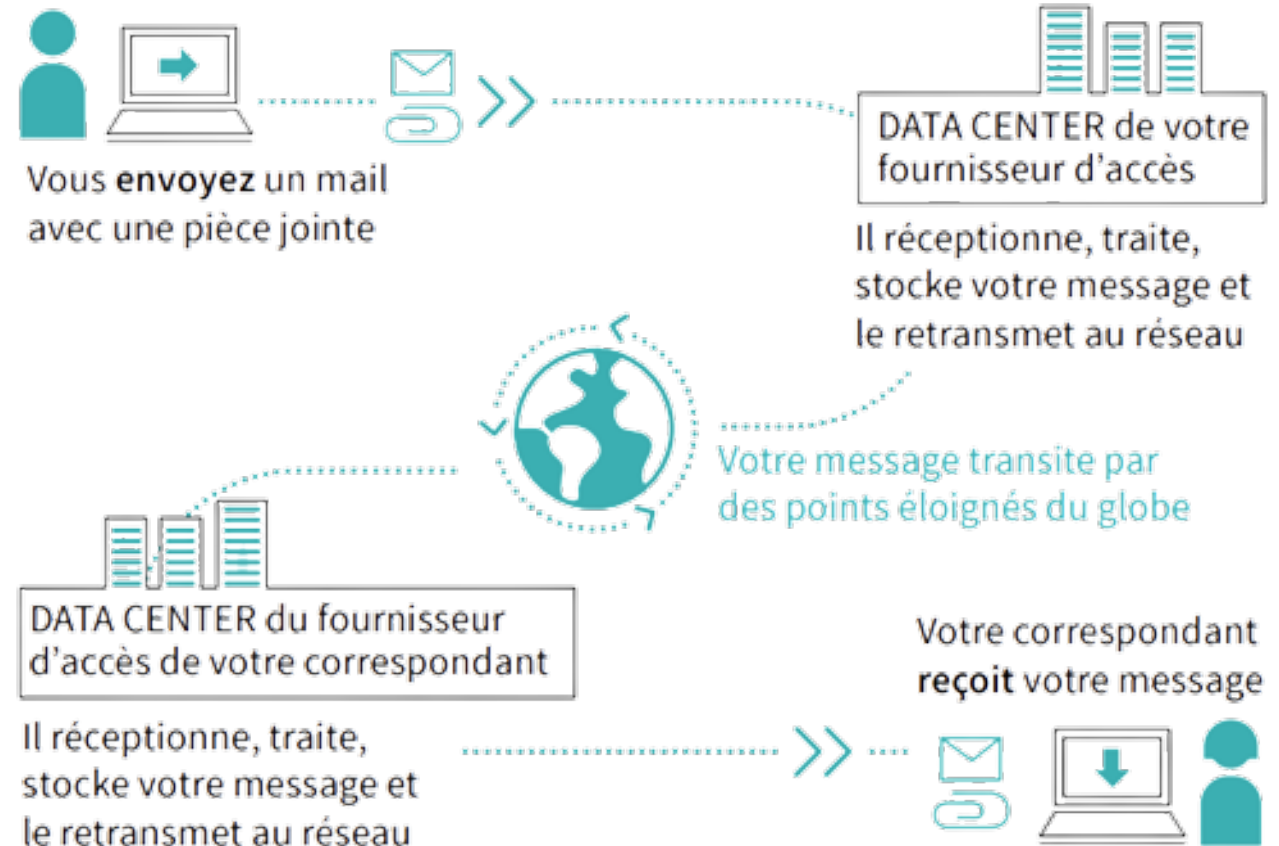 Vous envoyez un mail
avec une pièce jointe
DATA CENTER de votre
fournisseur d'accès
Il réceptionne, traite,
stocke votre message et
le retransmet au réseau
Votre message transite par
des points éloignés du globe
DATA CENTER du fournisseur
d'accès de votre correspondant
Il réceptionne, traite,
stocke votre message et
le retransmet au réseau
Votre correspondant
reçoit votre message